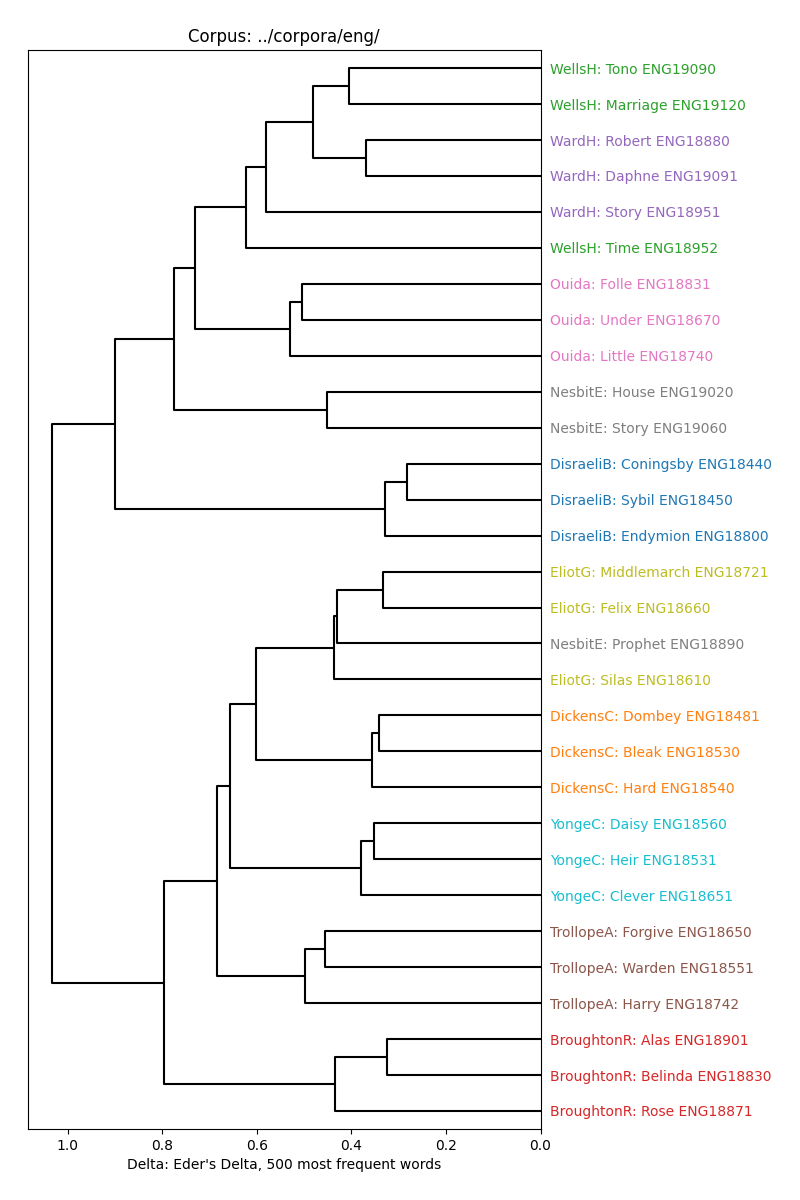 Corpus: ../corpora/eng/
WellsH: Tono ENG19090
WellsH: Marriage ENG19120
WardH: Robert ENG18880
WardH: Daphne ENG19091
WardH: Story ENG18951
WellsH: Time ENG18952
Ouida: Folle ENG18831
Ouida: Under ENG18670
Ouida: Little ENG18740
NesbitE: House ENG19020
NesbitE: Story ENG19060
DisraeliB: Coningsby ENG18440
DisraeliB: Sybil ENG18450
DisraeliB: Endymion ENG18800
EliotG: Middlemarch ENG18721
EliotG: Felix ENG18660
NesbitE: Prophet ENG18890
EliotG: Silas ENG18610
DickensC: Dombey ENG18481
DickensC: Bleak ENG18530
DickensC: Hard ENG18540
YongeC: Daisy ENG18560
YongeC: Heir ENG18531
YongeC: Clever ENG18651
TrollopeA: Forgive ENG18650
TrollopeA: Warden ENG18551
TrollopeA: Harry ENG18742
BroughtonR: Alas ENG18901
BroughtonR: Belinda ENG18830
BroughtonR: Rose ENG18871
1.0 0.8 0.6 0.4 0.2 0.0
Delta: Eder's Delta, 500 most frequent words